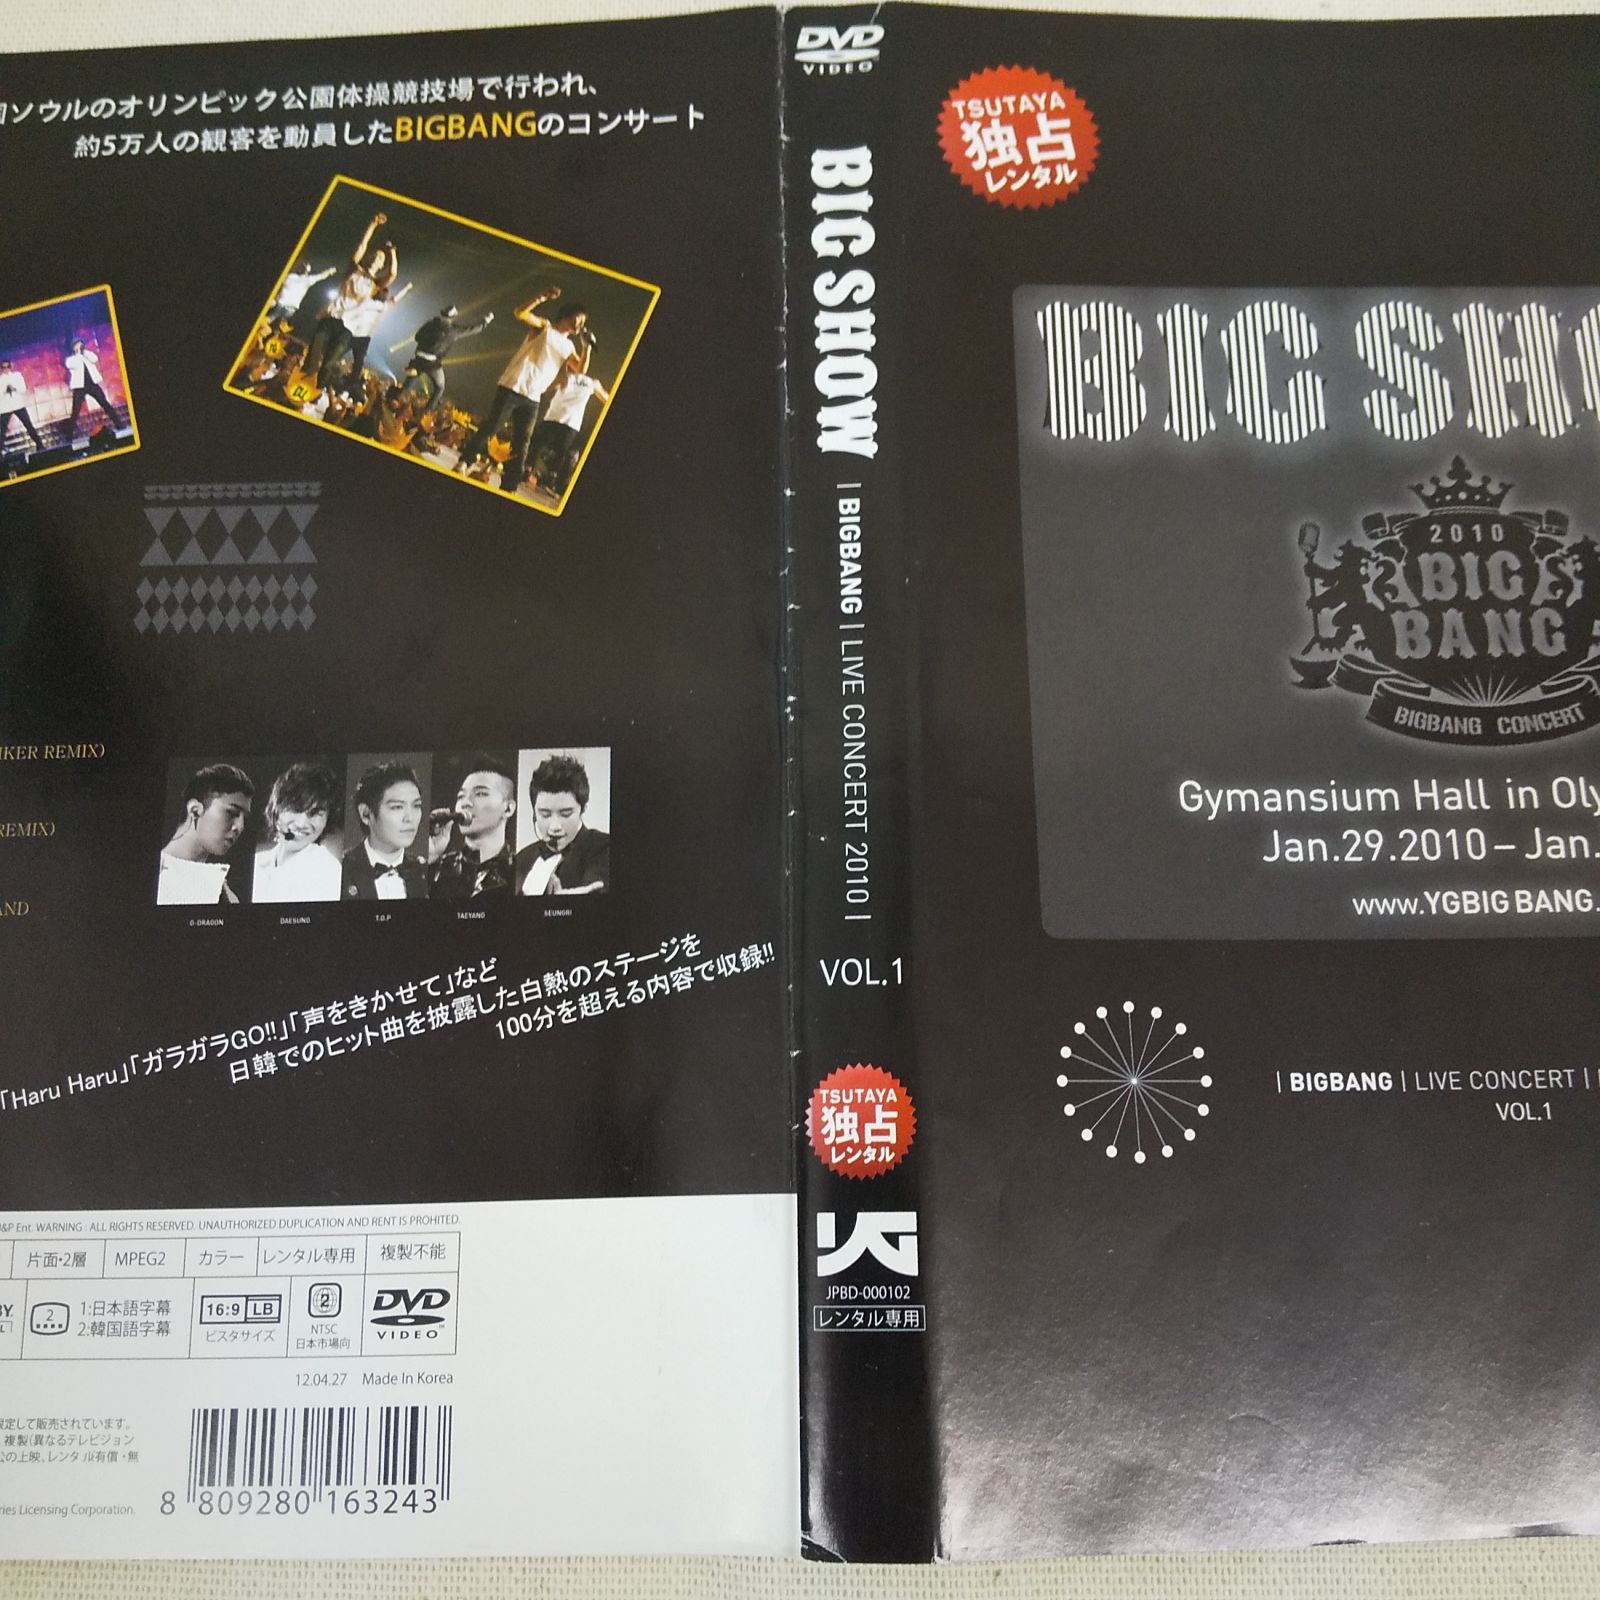 ソウルのオリンピック公園体操競技場で行われ、
約5万人の観客を動員したBIGBANGのコンサート
REMIX)
REMIX)
G-DRAGON
DAESUNG
T.O.P
TAEYANG
SEUNGRI
「Haru Haru」「ガラガラGO!!」「声をきかせて」など
日韓でのヒット曲を披露した白熱のステージを
100分を超える内容で収録!!
Ent. WARNING : ALL RIGHTS RESERVED. UNAUTHORIZED DUPLICATION AND RENT IS PROHITED.
片面・2層
MPEG2
カラー
レンタル専用
複製不能
2
1:日本語字幕
2:韓国語字幕
16:9 LB
ビスタサイズ
2
NTSC
日本市場向
DVD
VIDEO
12.04.27 Made In Korea
定して販売されています。
複製(異なるテレビジョン
の上映、レンタル(有償・無
Licensing Corporation.
8 809280 163243
DVD
VIDEO
BIG SHOW
| BIGBANG | LIVE CONCERT 2010 |
VOL.1
TSUTAYA
独占
レンタル
YG
JPBD-000102
レンタル専用
TSUTAYA
独占
レンタル
BIG
2010
BIG
BANG
BIGBANG CONCERT
Gymansium Hall in
Jan.29.2010 – Jan.
www.YGBIG BANG.
| BIGBANG | LIVE CONCERT |
VOL.1